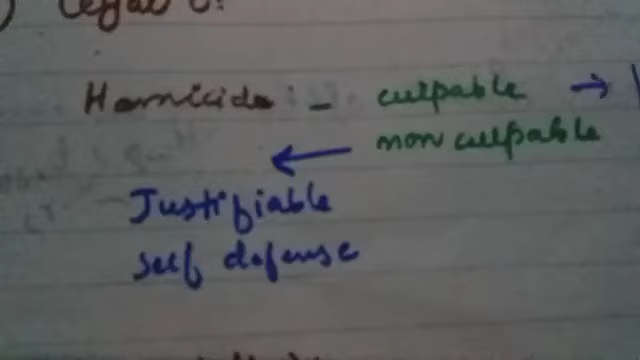 Homicide :- culpable →
non culpable
←
Justifiable
self defense